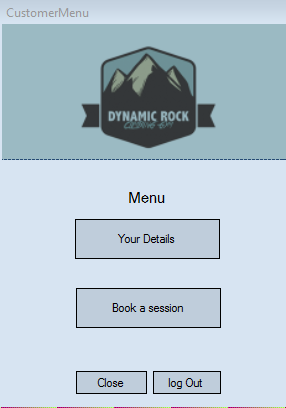 CustomerMenu
DYNAMIC ROCK
Menu
Your Details
Book a session
Close log Out